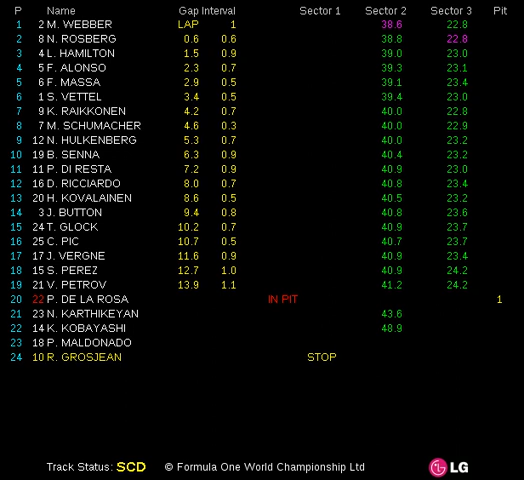 P Name Gap Interval Sector 1 Sector 2 Sector 3 Pit
1 2 M. WEBBER LAP 1 38.6 22.8
2 8 N. ROSBERG 0.6 0.6 38.8 22.8
3 4 L. HAMILTON 1.5 0.9 39.0 23.0
4 5 F. ALONSO 2.3 0.7 39.3 23.1
5 6 F. MASSA 2.9 0.5 39.1 23.4
6 1 S. VETTEL 3.4 0.5 39.4 23.0
7 9 K. RAIKKONEN 4.2 0.7 40.0 22.8
8 7 M. SCHUMACHER 4.6 0.3 40.0 22.9
9 12 N. HULKENBERG 5.3 0.7 40.0 23.2
10 19 B. SENNA 6.3 0.9 40.4 23.2
11 11 P. DI RESTA 7.2 0.9 40.9 23.0
12 16 D. RICCIARDO 8.0 0.7 40.8 23.4
13 20 H. KOVALAINEN 8.6 0.5 40.5 23.2
14 3 J. BUTTON 9.4 0.8 40.8 23.6
15 24 T. GLOCK 10.2 0.7 40.9 23.7
16 25 C. PIC 10.7 0.5 40.7 23.7
17 17 J. VERGNE 11.6 0.9 40.9 23.4
18 15 S. PEREZ 12.7 1.0 40.9 24.2
19 21 V. PETROV 13.9 1.1 41.2 24.2
20 22 P. DE LA ROSA IN PIT 1
21 23 N. KARTHIKEYAN 43.6
22 14 K. KOBAYASHI 48.9
23 18 P. MALDONADO
24 10 R. GROSJEAN STOP
Track Status: SCD © Formula One World Championship Ltd LG